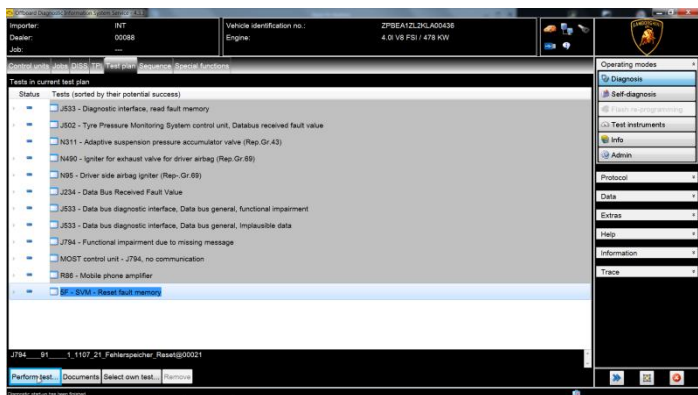 Offboard Diagnostic Information System Service - 4.3.3
Importer: INT Vehicle identification no.: ZPBEA1ZL2KLA00436
Dealer: 00088 Engine: 4.0l V8 FSI / 478 KW
Job: ---
Control units Jobs DISS TPI Test plan Sequence Special functions
Tests in current test plan
Status Tests (sorted by their potential success)
J533 - Diagnostic interface, read fault memory
J502 - Tyre Pressure Monitoring System control unit, Databus received fault value
N311 - Adaptive suspension pressure accumulator valve (Rep.Gr.43)
N490 - Igniter for exhaust valve for driver airbag (Rep.Gr.69)
N95 - Driver side airbag igniter (Rep-.Gr.69)
J234 - Data Bus Received Fault Value
J533 - Data bus diagnostic interface, Data bus general, functional impairment
J533 - Data bus diagnostic interface, Data bus general, Implausible data
J794 - Functional impairment due to missing message
MOST control unit - J794, no communication
R86 - Mobile phone amplifier
5F - SVM - Reset fault memory
J794____91_____1_1107_21_Fehlerspeicher_Reset@00021
Perform test... Documents Select own test... Remove
Diagnostic start-up has been finished.
Operating modes
Diagnosis
Self-diagnosis
Flash re-programming
Test instruments
Info
Admin
Protocol
Data
Extras
Help
Information
Trace